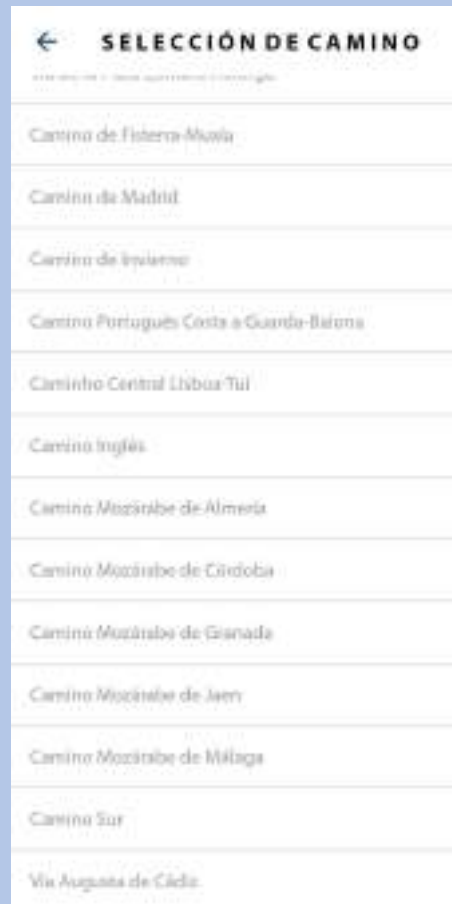 SELECCIÓN DE CAMINO
Camino de Fisterra-Muxía
Camino de Madrid
Camino de Invierno
Camino Portugués Costa a Guarda-Baiona
Caminho Central Lisboa-Tui
Camino Inglés
Camino Mozárabe de Almería
Camino Mozárabe de Córdoba
Camino Mozárabe de Granada
Camino Mozárabe de Jaen
Camino Mozárabe de Málaga
Camino Sur
Vía Augusta de Cádiz